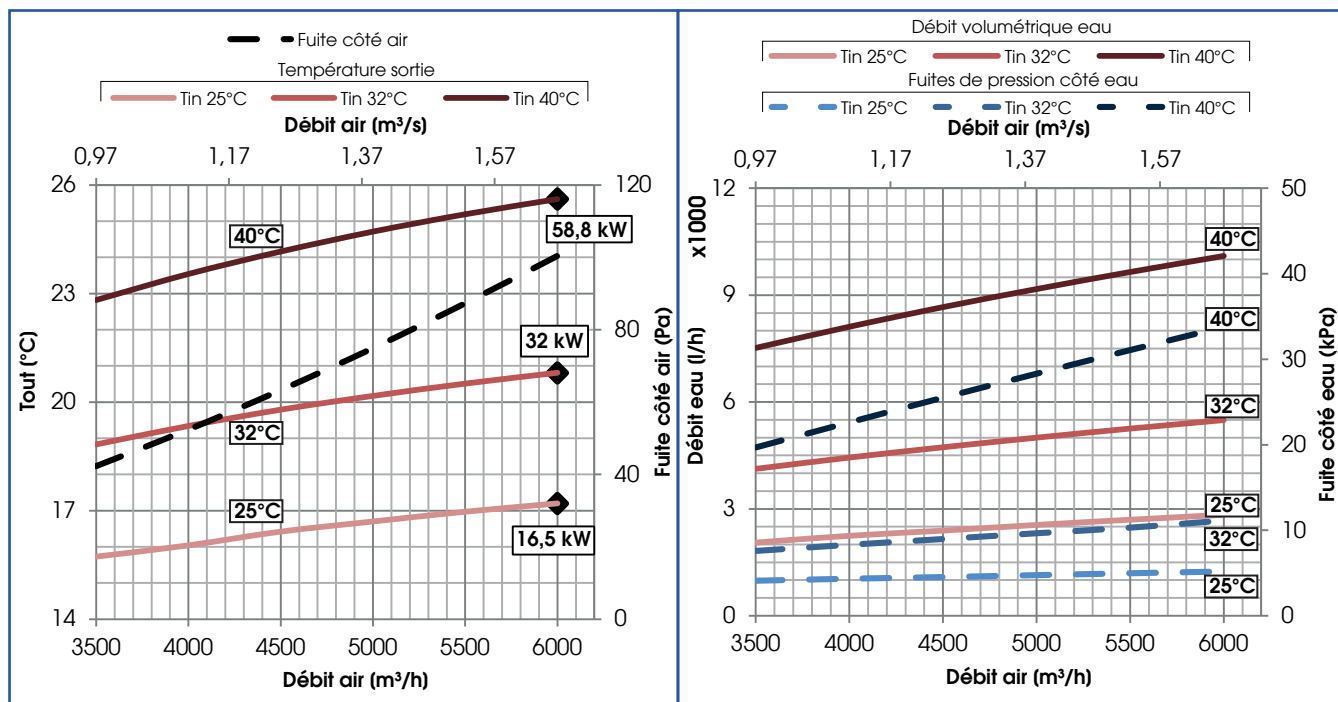 Fuite côté air
Température sortie
Tin 25°C Tin 32°C Tin 40°C
Débit air (m³/s)
0,97 1,17 1,37 1,57
26 120
40°C
58,8 kW
23 80
32 kW
20
32°C
40
17
25°C
16,5 kW
14 0
Tout (°C)
Fuite côté air (Pa)
3500 4000 4500 5000 5500 6000
Débit air (m³/h)
Débit volumétrique eau
Tin 25°C Tin 32°C Tin 40°C
Fuites de pression côté eau
Tin 25°C Tin 32°C Tin 40°C
Débit air (m³/s)
0,97 1,17 1,37 1,57
12 50
x1000
40°C
40
9
40°C
30
6
32°C
20
3
25°C
10
32°C
25°C
0 0
Débit eau (l/h)
Fuite côté eau (kPa)
3500 4000 4500 5000 5500 6000
Débit air (m³/h)